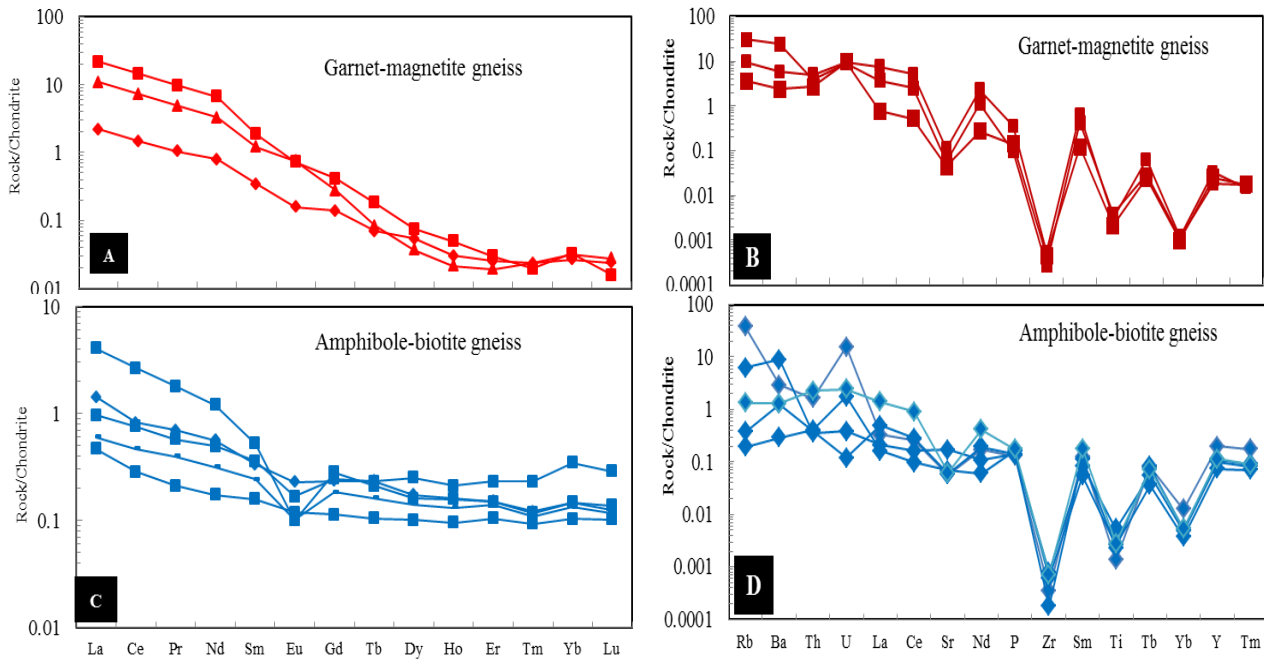 100
10
1
0.1
0.01
Rock/Chondrite
Garnet-magnetite gneiss
A
100
10
1
0.1
0.01
0.001
0.0001
Rock/Chondrite
Garnet-magnetite gneiss
B
10
1
0.1
0.01
Rock/Chondrite
Amphibole-biotite gneiss
C
La Ce Pr Nd Sm Eu Gd Tb Dy Ho Er Tm Yb Lu
100
10
1
0.1
0.01
0.001
0.0001
Rock/Chondrite
Amphibole-biotite gneiss
D
Rb Ba Th U La Ce Sr Nd P Zr Sm Ti Tb Yb Y Tm